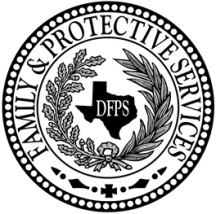 FAMILY & PROTECTIVE SERVICES
DFPS